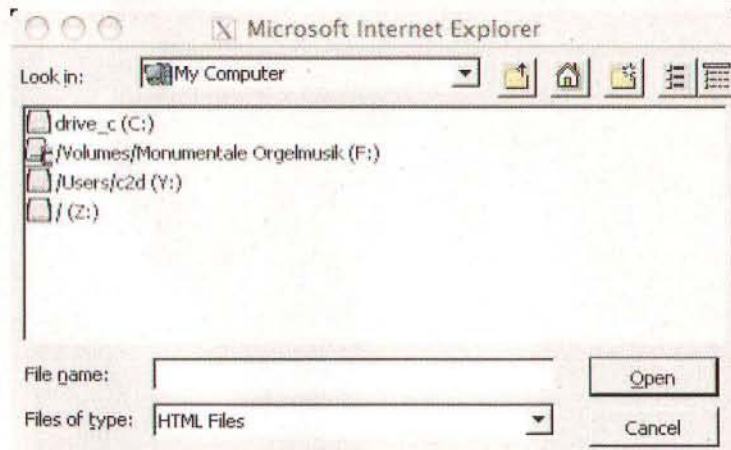 X Microsoft Internet Explorer
Look in: My Computer
drive_c (C:)
/Volumes/Monumentale Orgelmusik (F:)
/Users/c2d (Y:)
/ (Z:)
File name: Open
Files of type: HTML Files Cancel